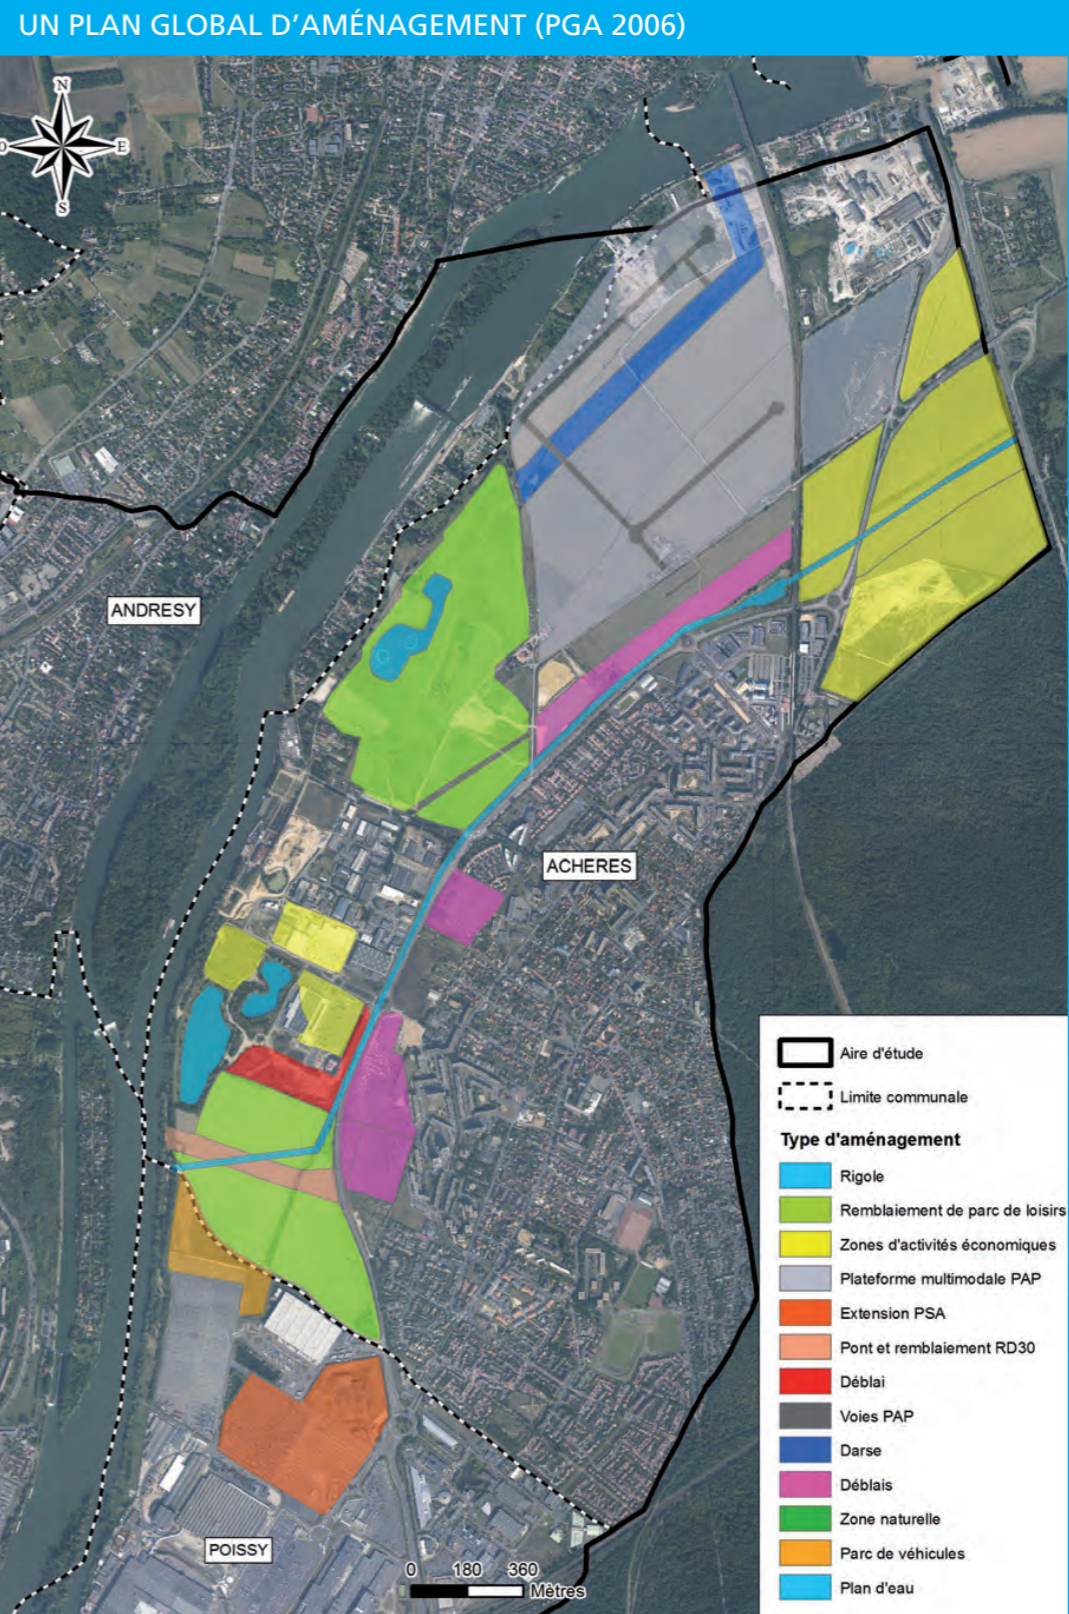 UN PLAN GLOBAL D’AMÉNAGEMENT (PGA 2006)
N
O
E
S
ANDRESY
ACHERES
POISSY
0 180 360
Mètres
Aire d'étude
Limite communale
Type d'aménagement
Rigole
Remblaiement de parc de loisirs
Zones d'activités économiques
Plateforme multimodale PAP
Extension PSA
Pont et remblaiement RD30
Déblai
Voies PAP
Darse
Déblais
Zone naturelle
Parc de véhicules
Plan d'eau